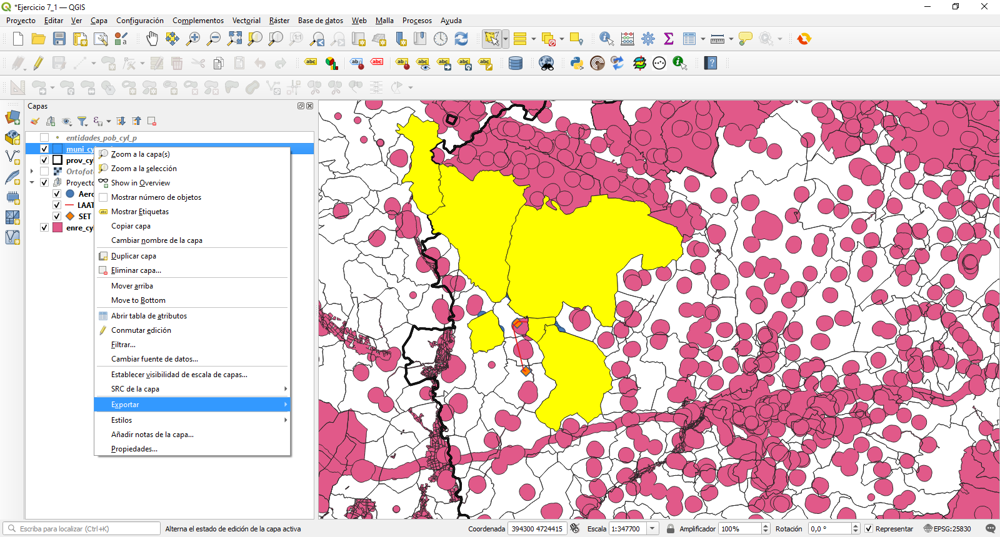 *Ejercicio 7_1 — QGIS
Proyecto Editar Ver Capa Configuración Complementos Vectorial Ráster Base de datos Web Malla Procesos Ayuda
Capas
entidades_pob_cyl_p
muni_cy
prov_cy
Ortofot
Proyecto
Aero
LAAT
SET
enre_cy
Zoom a la capa(s)
Zoom a la selección
Show in Overview
Mostrar número de objetos
Mostrar Etiquetas
Copiar capa
Cambiar nombre de la capa
Duplicar capa
Eliminar capa...
Mover arriba
Move to Bottom
Abrir tabla de atributos
Conmutar edición
Filtrar...
Cambiar fuente de datos...
Establecer visibilidad de escala de capas...
SRC de la capa
Exportar
Estilos
Añadir notas de la capa...
Propiedades...
Escriba para localizar (Ctrl+K) Alterna el estado de edición de la capa activa Coordenada 394300 4724415 Escala 1:347700 Amplificador 100% Rotación 0,0 ° Representar EPSG:25830